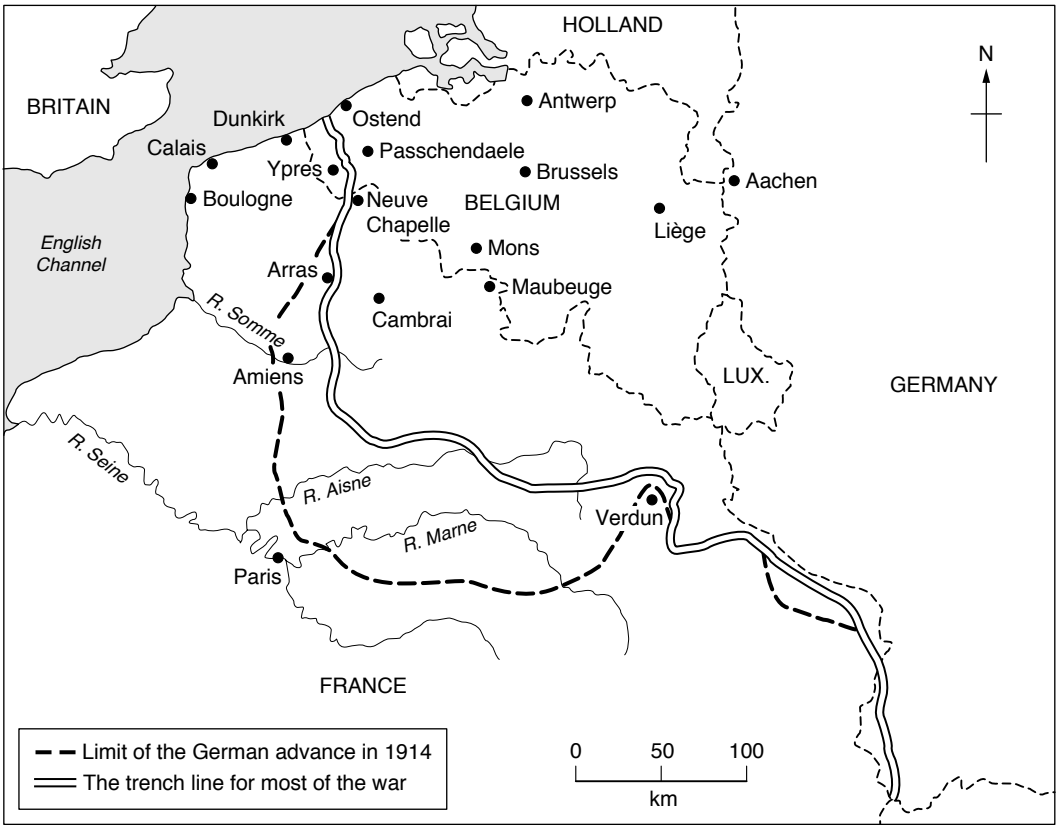 HOLLAND
N
BRITAIN
Antwerp
Ostend
Dunkirk
Calais
Passchendaele
Ypres
Brussels
Aachen
Boulogne
Neuve
Chapelle
BELGIUM
Liège
English
Channel
Mons
Arras
Maubeuge
R. Somme
Cambrai
Amiens
LUX.
GERMANY
R. Seine
R. Aisne
Verdun
R. Marne
Paris
FRANCE
Limit of the German advance in 1914
The trench line for most of the war
0 50 100
km